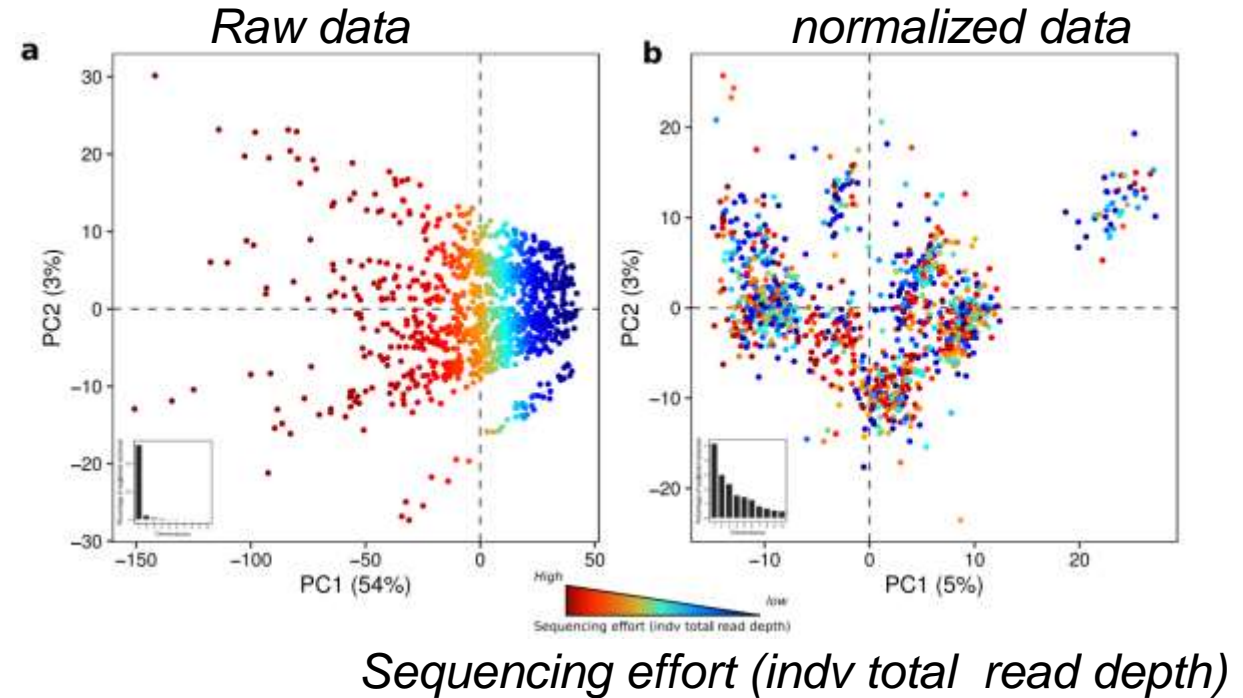 Raw data
normalized data
a
b
30
20
10
0
−10
−20
−30
PC2 (3%)
−150
−100
−50
0
50
PC1 (54%)
20
10
0
−10
−20
PC2 (3%)
−10
0
10
20
PC1 (5%)
High
low
Sequencing effort (indv total read depth)
Sequencing effort (indv total read depth)